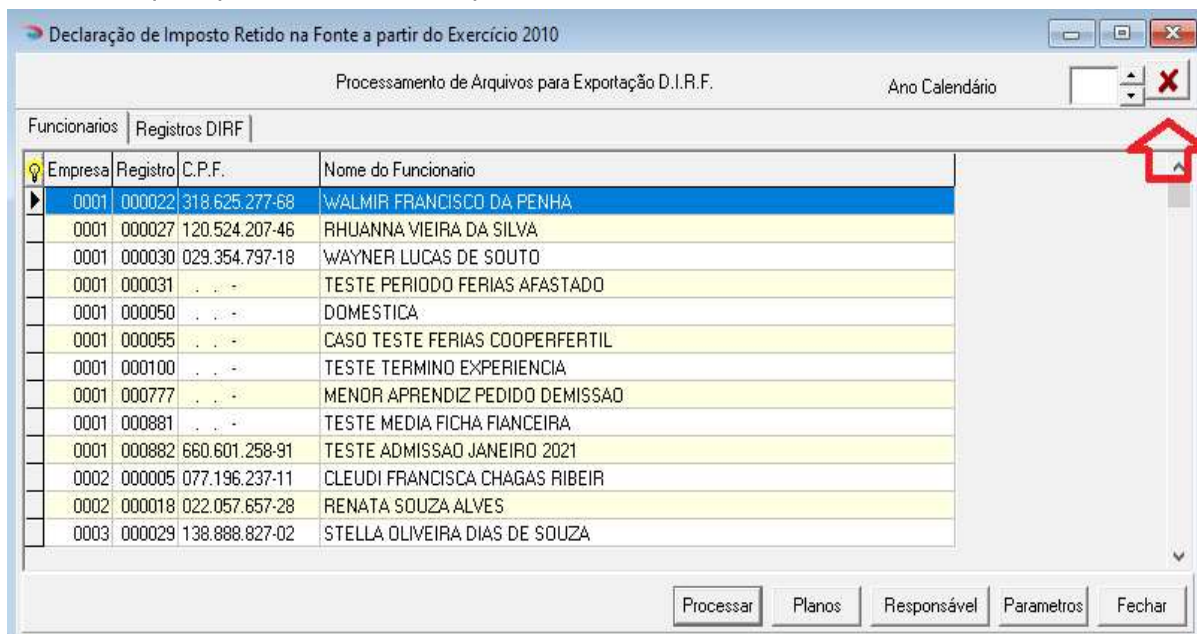 Declaração de Imposto Retido na Fonte a partir do Exercício 2010
Processamento de Arquivos para Exportação D.I.R.F. Ano Calendário
Funcionarios Registros DIRF
Empresa Registro C.P.F. Nome do Funcionario
0001 000022 318.625.277-68 WALMIR FRANCISCO DA PENHA
0001 000027 120.524.207-46 RHUANNA VIEIRA DA SILVA
0001 000030 029.354.797-18 WAYNER LUCAS DE SOUTO
0001 000031 . . - TESTE PERIODO FERIAS AFASTADO
0001 000050 . . - DOMESTICA
0001 000055 . . - CASO TESTE FERIAS COOPERFERTIL
0001 000100 . . - TESTE TERMINO EXPERIENCIA
0001 000777 . . - MENOR APRENDIZ PEDIDO DEMISSAO
0001 000881 . . - TESTE MEDIA FICHA FIANCEIRA
0001 000882 660.601.258-91 TESTE ADMISSAO JANEIRO 2021
0002 000005 077.196.237-11 CLEUDI FRANCISCA CHAGAS RIBEIR
0002 000018 022.057.657-28 RENATA SOUZA ALVES
0003 000029 138.888.827-02 STELLA OLIVEIRA DIAS DE SOUZA
Processar Planos Responsável Parametros Fechar